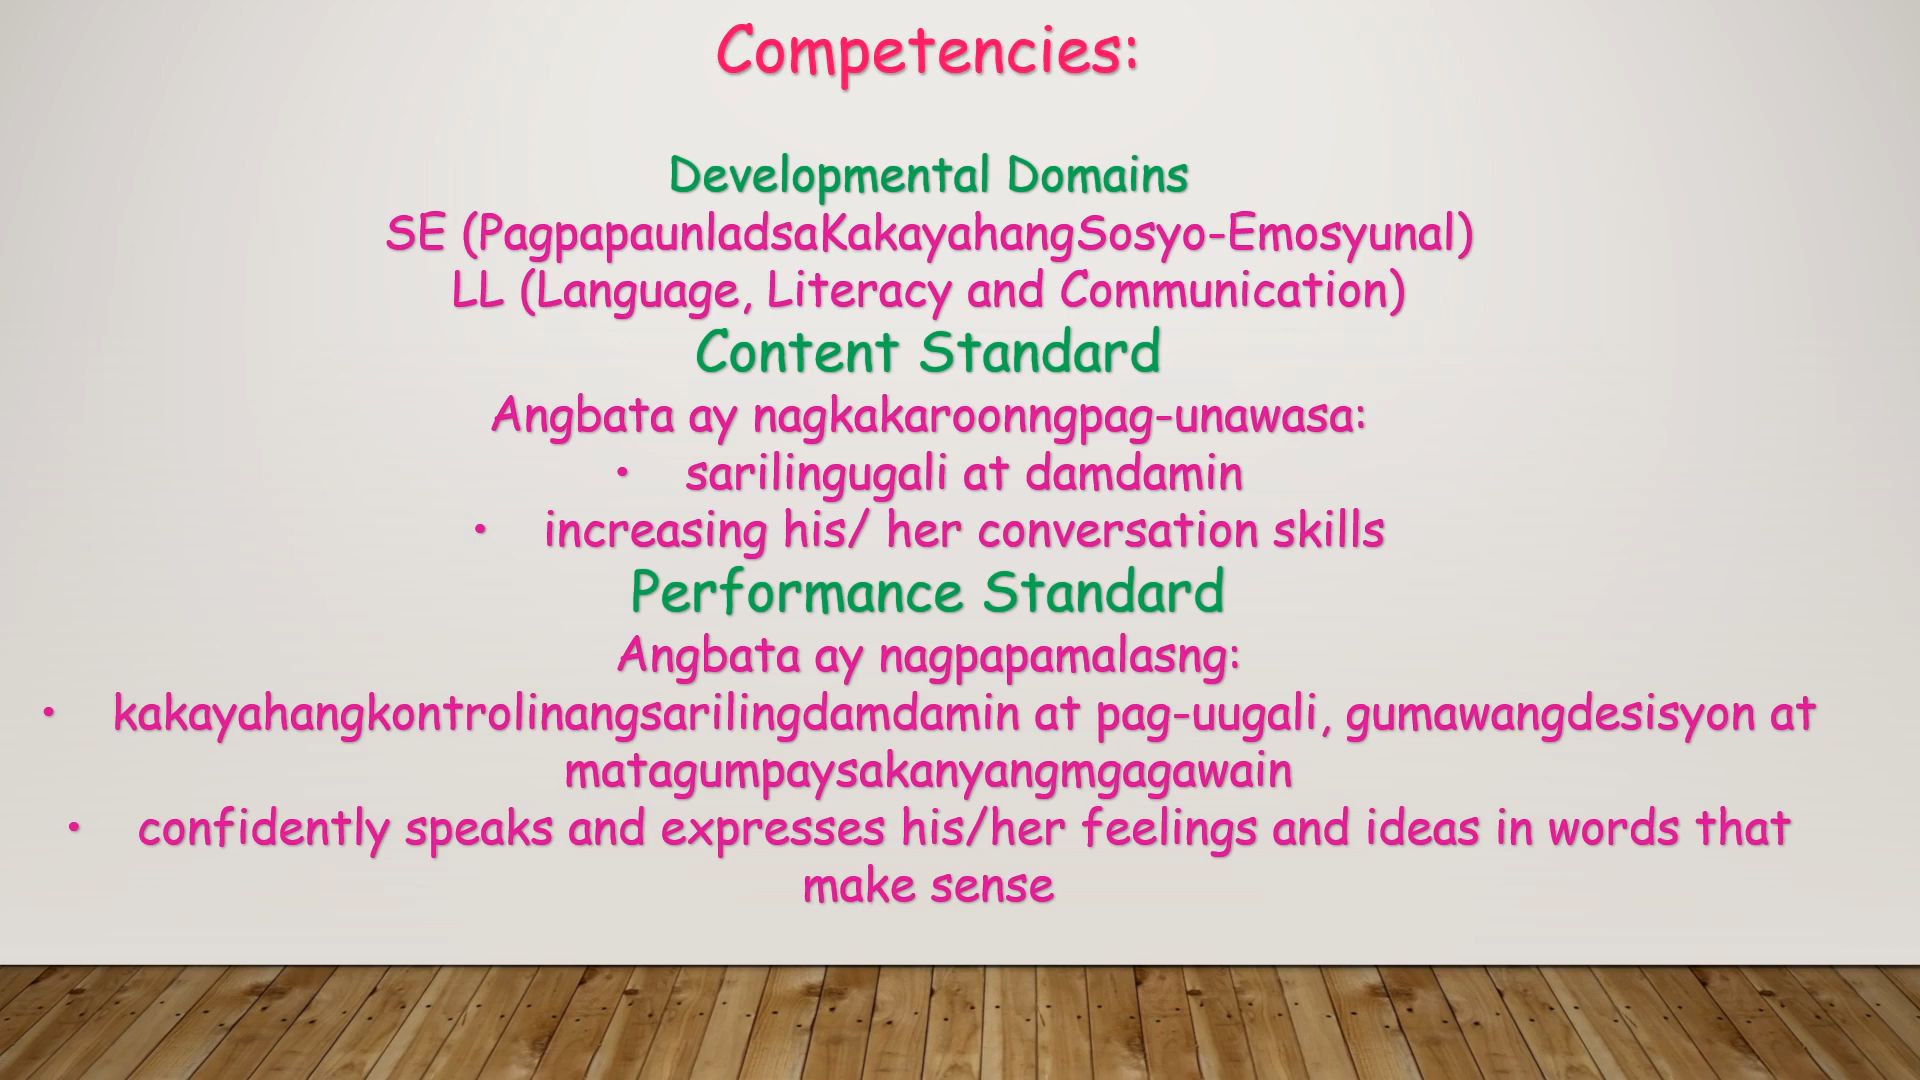 Competencies:
Developmental Domains
SE (PagpapaunladsaKakayahangSosyo-Emosyunal)
LL (Language, Literacy and Communication)
Content Standard
Angbata ay nagkakaroonngpag-unawasa:
• sarilingugali at damdamin
• increasing his/ her conversation skills
Performance Standard
Angbata ay nagpapamalasng:
• kakayahangkontrolinangsarilingdamdamin at pag-uugali, gumawangdesisyon at
matagumpaysakanyangmgagawain
• confidently speaks and expresses his/her feelings and ideas in words that
make sense